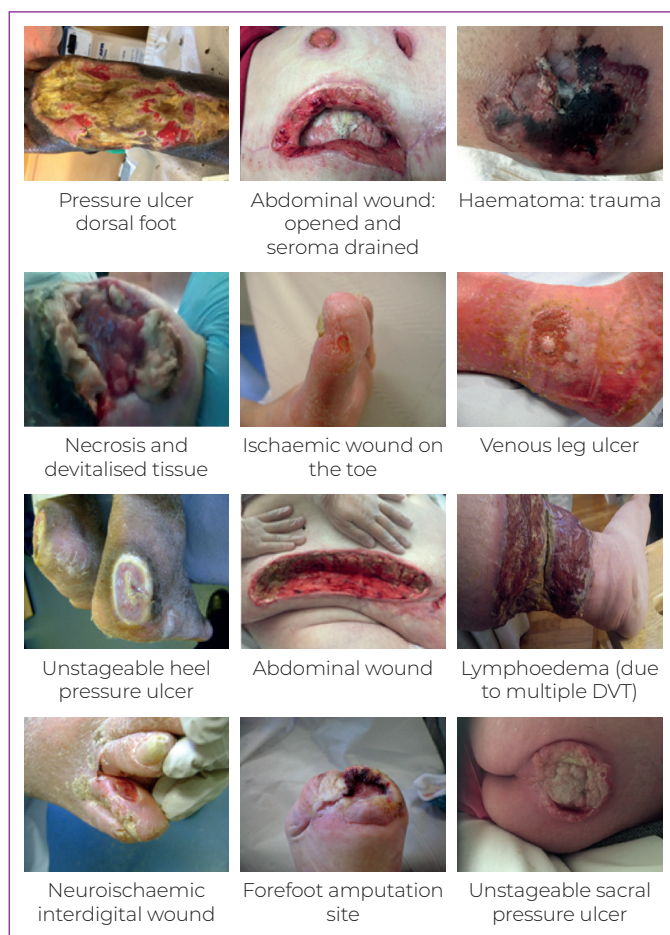 Pressure ulcer
dorsal foot
Abdominal wound:
opened and
seroma drained
Haematoma: trauma
Necrosis and
devitalised tissue
Ischaemic wound on
the toe
Venous leg ulcer
Unstageable heel
pressure ulcer
Abdominal wound
Lymphoedema (due
to multiple DVT)
Neuroischaemic
interdigital wound
Forefoot amputation
site
Unstageable sacral
pressure ulcer